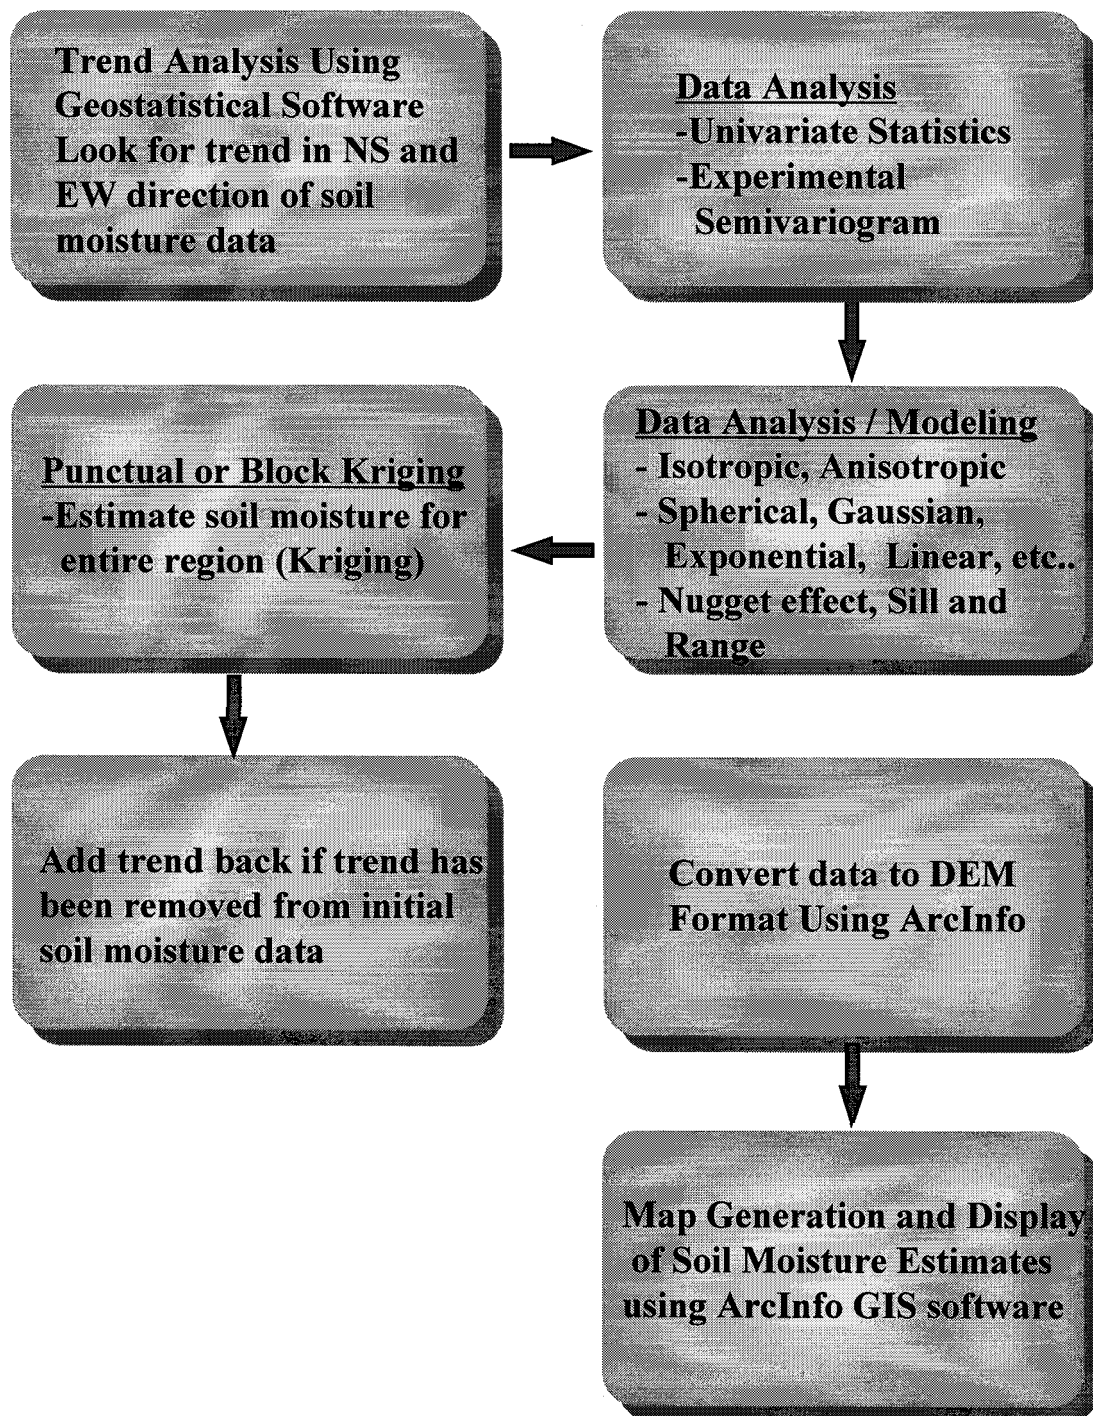 Trend Analysis Using
Geostatistical Software
Look for trend in NS and
EW direction of soil
moisture data
Data Analysis
-Univariate Statistics
-Experimental
Semivariogram
Data Analysis / Modeling
- Isotropic, Anisotropic
- Spherical, Gaussian,
Exponential, Linear, etc..
- Nugget effect, Sill and
Range
Punctual or Block Kriging
-Estimate soil moisture for
entire region (Kriging)
Add trend back if trend has
been removed from initial
soil moisture data
Convert data to DEM
Format Using ArcInfo
Map Generation and Display
of Soil Moisture Estimates
using ArcInfo GIS software